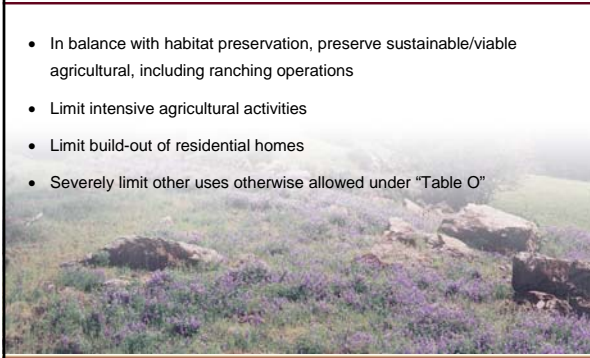 • In balance with habitat preservation, preserve sustainable/viable
agricultural, including ranching operations
• Limit intensive agricultural activities
• Limit build-out of residential homes
• Severely limit other uses otherwise allowed under “Table O”